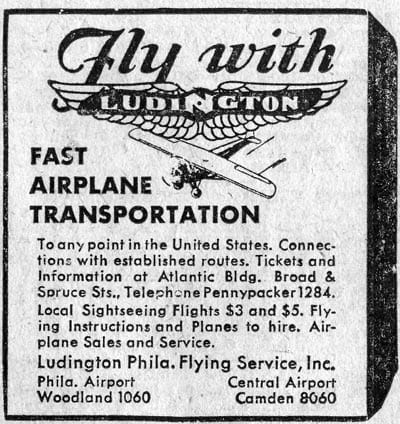 Fly with
LUDINGTON
FAST
AIRPLANE
TRANSPORTATION
To any point in the United States. Connec-
tions with established routes. Tickets and
Information at Atlantic Bldg. Broad &
Spruce Sts., Telephone Pennypacker 1284.
Local Sightseeing Flights $3 and $5. Fly-
ing Instructions and Planes to hire. Air-
plane Sales and Service.
Ludington Phila. Flying Service, Inc.
Phila. Airport Central Airport
Woodland 1060 Camden 8060